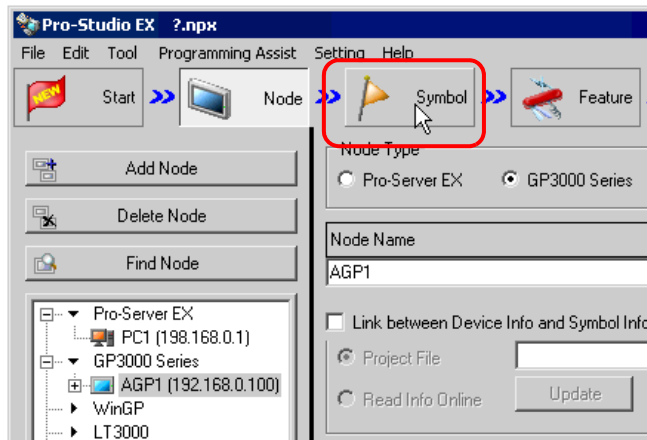 Pro-Studio EX   ?.npx
File Edit Tool Programming Assist Setting Help
NEW Start Node Symbol Feature
Add Node
Delete Node
Find Node
Pro-Server EX
PC1 (198.168.0.1)
GP3000 Series
AGP1 (192.168.0.100)
WinGP
LT3000
Node Type
Pro-Server EX GP3000 Series
Node Name
AGP1
Link between Device Info and Symbol Info
Project File
Read Info Online Update